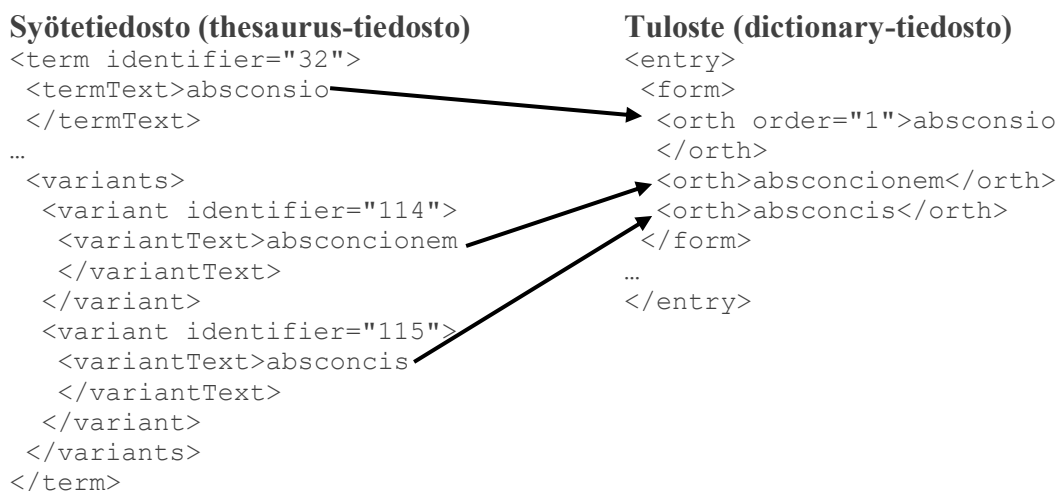 Syötetiedosto (thesaurus-tiedosto)
<term identifier="32">
<termText>absconsio
</termText>
…
<variants>
<variant identifier="114">
<variantText>absconcionem
</variantText>
</variant>
<variant identifier="115">
<variantText>absconcis
</variantText>
</variant>
</variants>
</term>
Tuloste (dictionary-tiedosto)
<entry>
<form>
<orth order="1">absconsio
</orth>
<orth>absconcionem</orth>
<orth>absconcis</orth>
</form>
…
</entry>